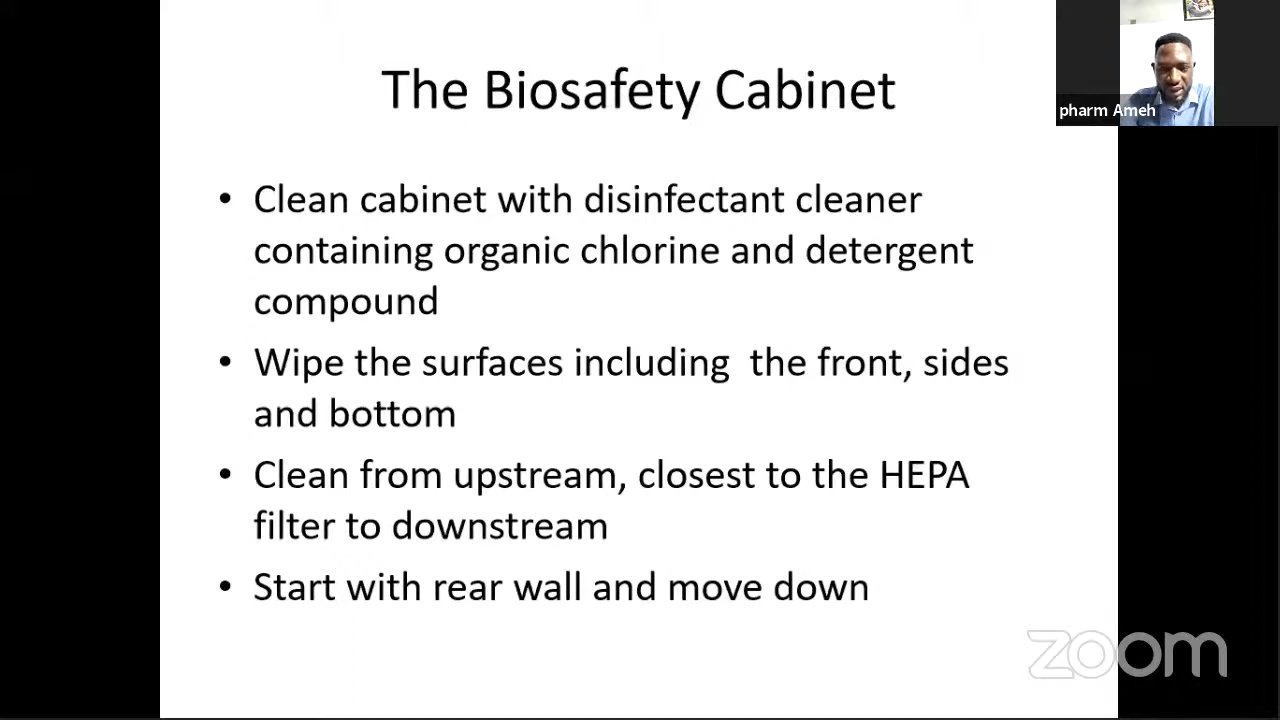 The Biosafety Cabinet
pharm Ameh
• Clean cabinet with disinfectant cleaner
containing organic chlorine and detergent
compound
• Wipe the surfaces including  the front, sides
and bottom
• Clean from upstream, closest to the HEPA
filter to downstream
• Start with rear wall and move down
zoom